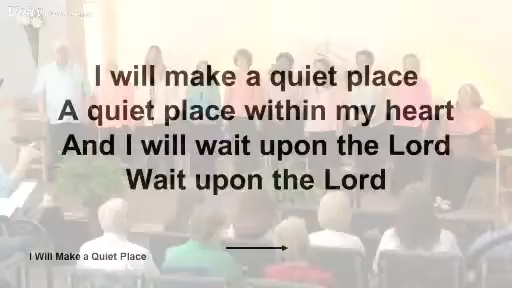 I will make a quiet place
A quiet place within my heart
And I will wait upon the Lord
Wait upon the Lord
I Will Make a Quiet Place